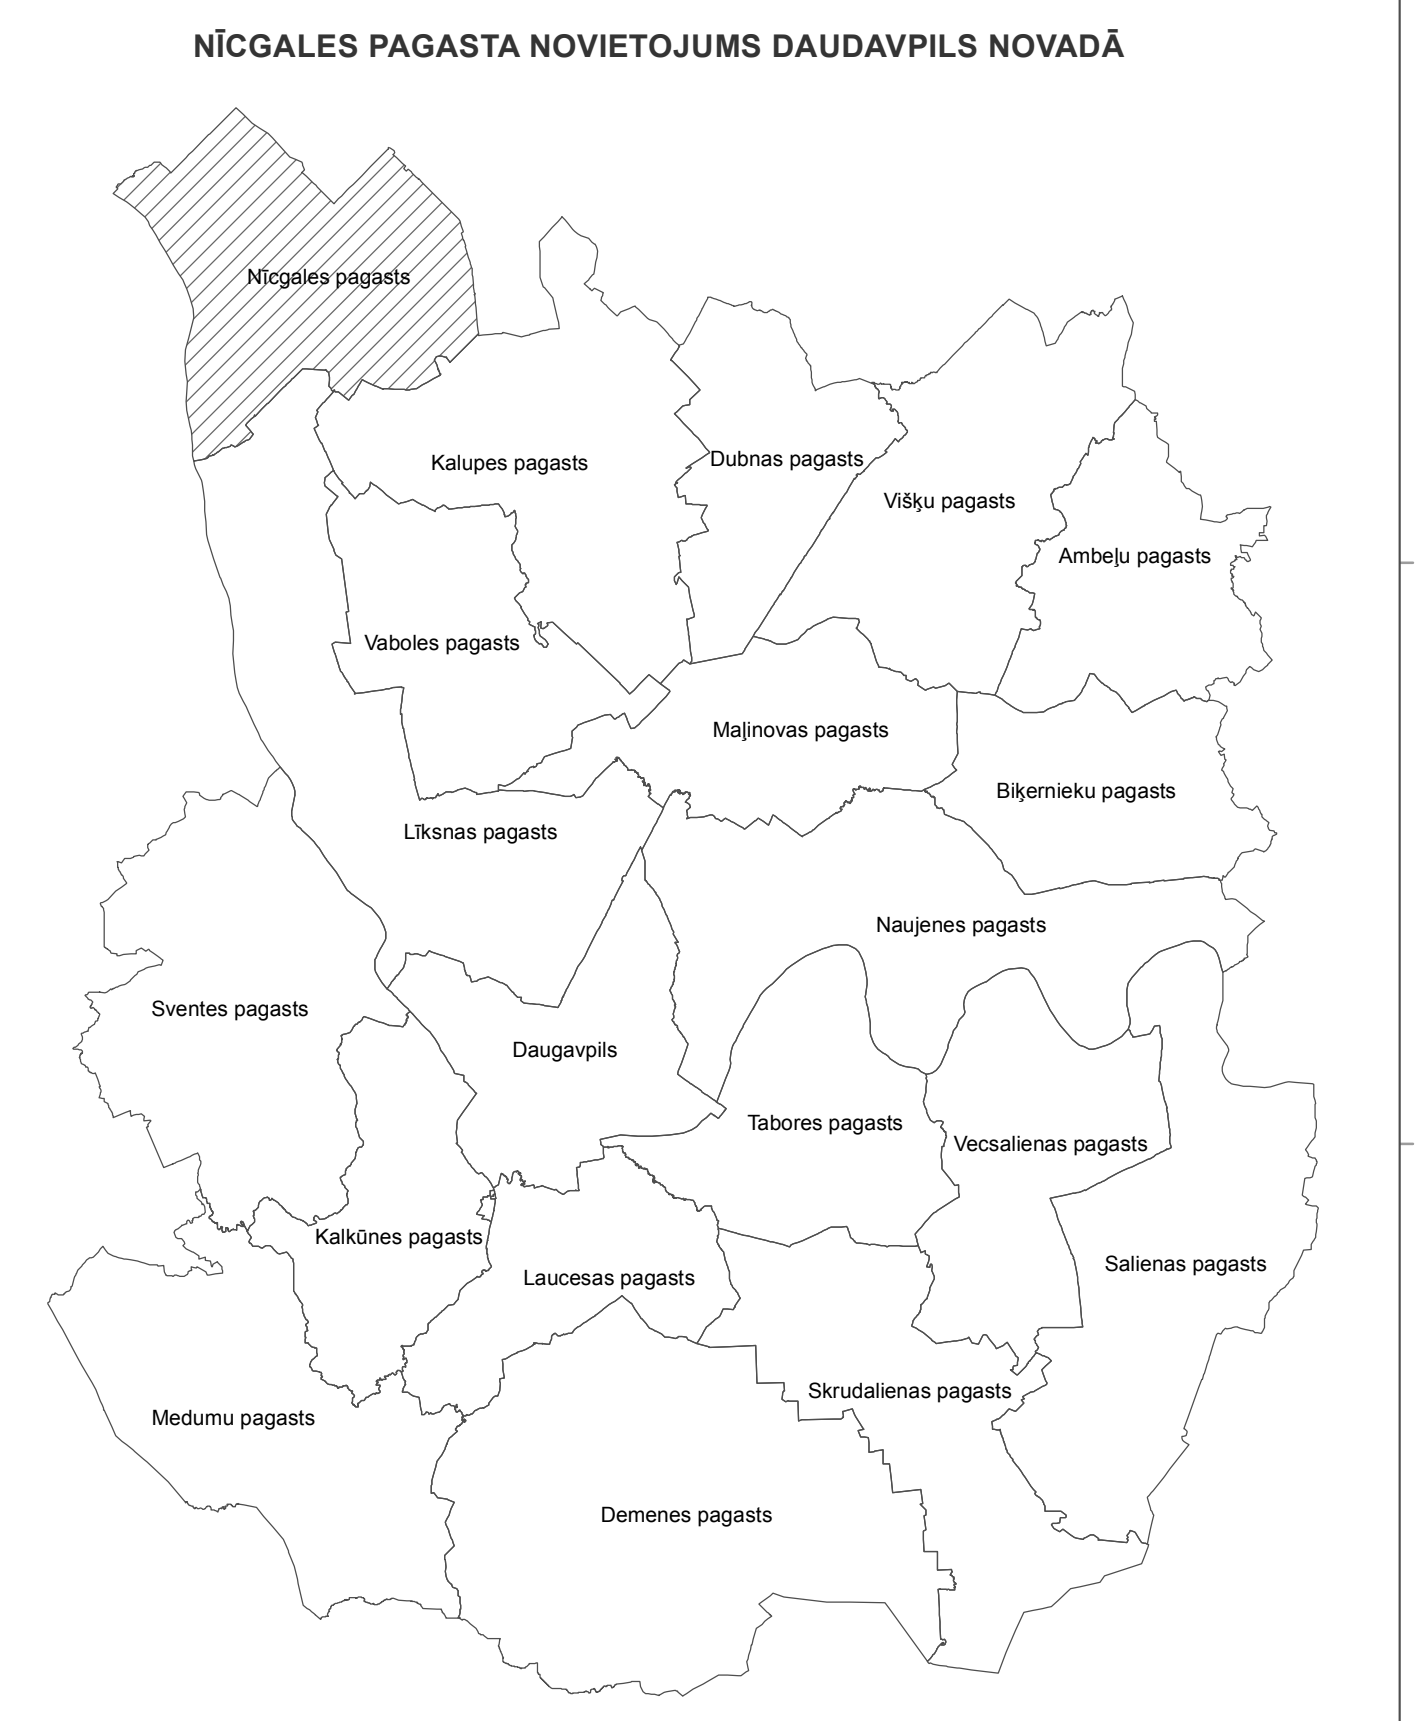 NĪCGALES PAGASTA NOVIETOJUMS DAUDAVPILS NOVADĀ
Nīcgales pagasts
Kalupes pagasts
Dubnas pagasts
Višķu pagasts
Ambeļu pagasts
Vaboles pagasts
Maļinovas pagasts
Biķernieku pagasts
Līksnas pagasts
Naujenes pagasts
Sventes pagasts
Daugavpils
Tabores pagasts
Vecsalienas pagasts
Kalkūnes pagasts
Laucesas pagasts
Salienas pagasts
Skrudalienas pagasts
Medumu pagasts
Demenes pagasts